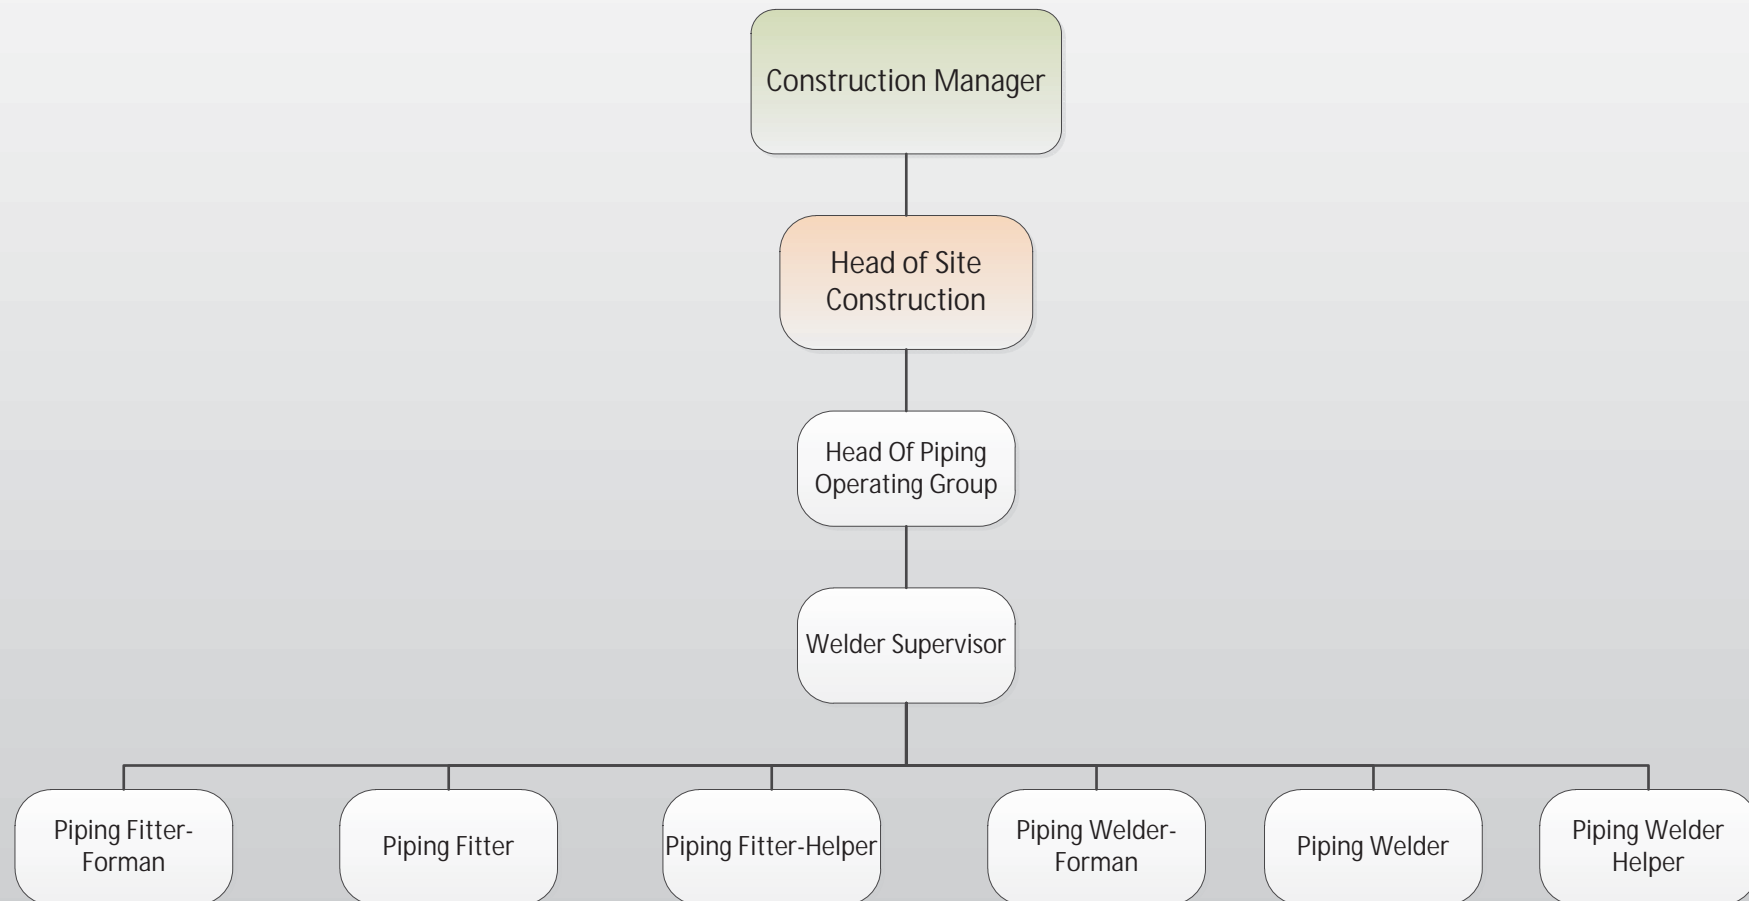 Construction Manager
Head of Site
Construction
Head Of Piping
Operating Group
Welder Supervisor
Piping Fitter-
Forman
Piping Fitter
Piping Fitter-Helper
Piping Welder-
Forman
Piping Welder
Piping Welder
Helper